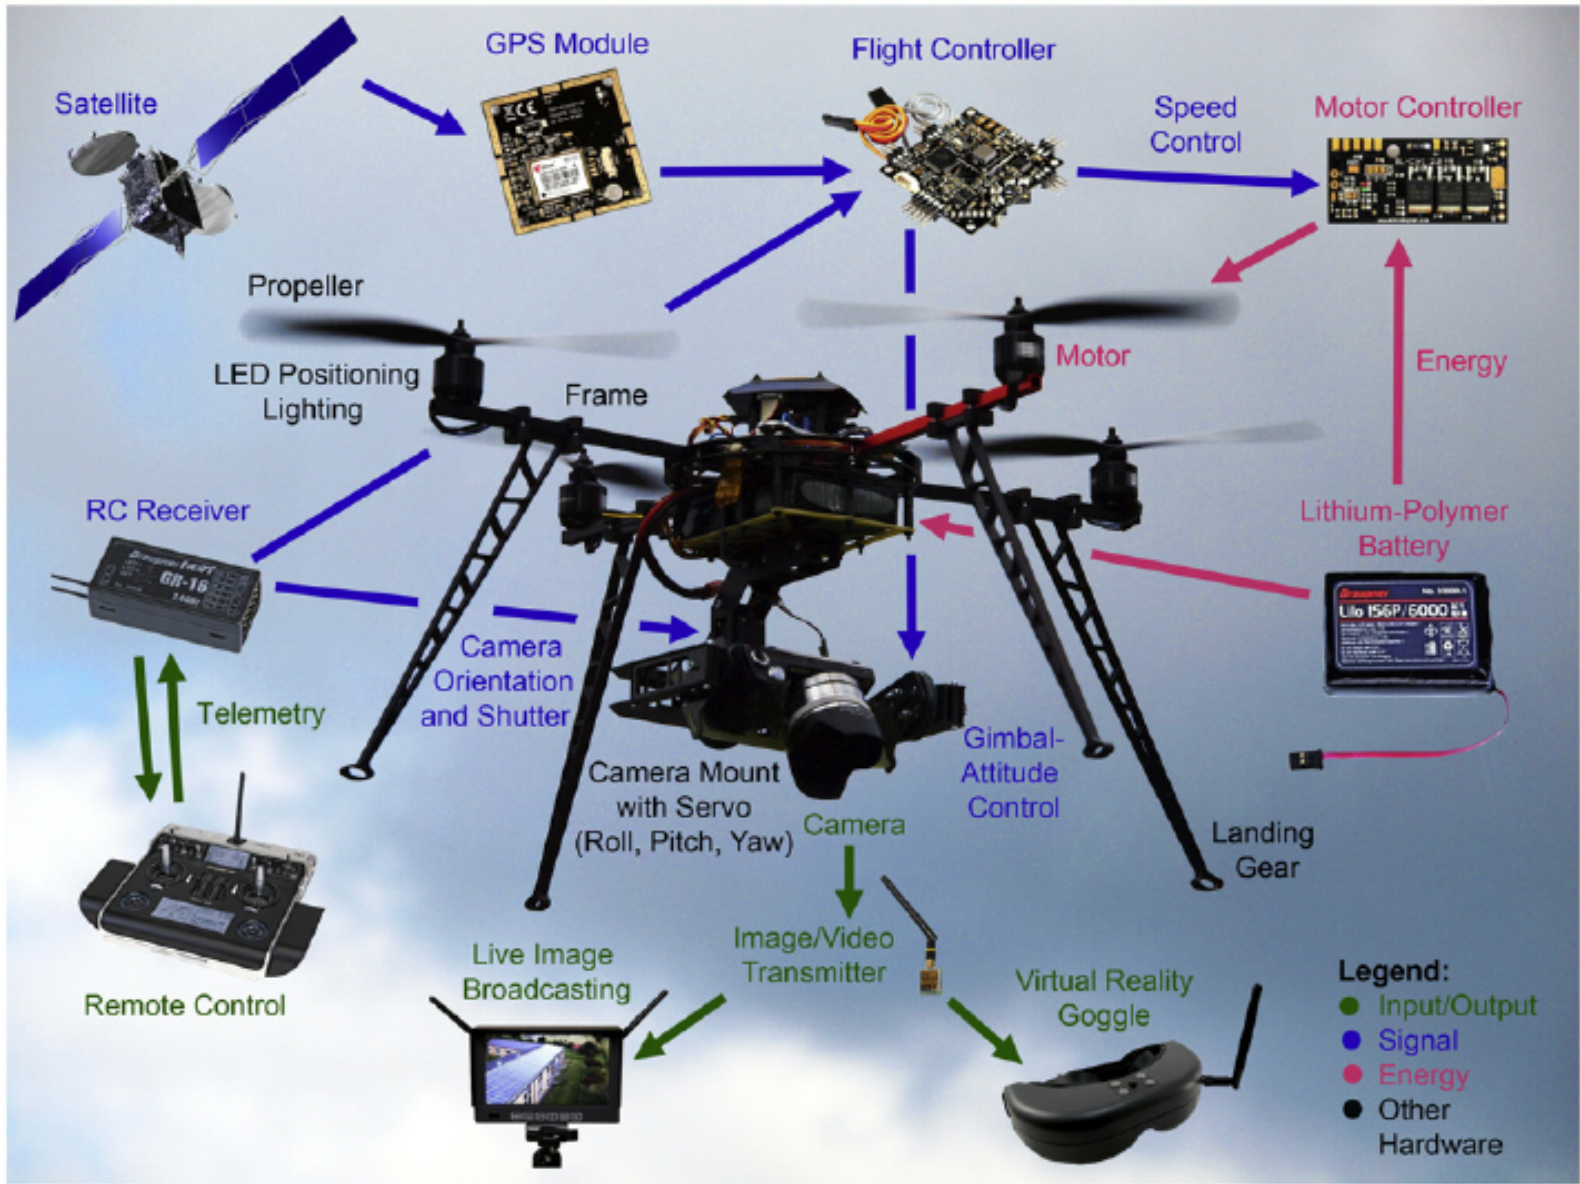 GPS Module
Flight Controller
Satellite
Speed
Control
Motor Controller
Propeller
LED Positioning
Lighting
Frame
Motor
Energy
RC Receiver
Lithium-Polymer
Battery
Graupner
GR-16
Graupner
LiIo 1S6P/6000
Camera
Orientation
and Shutter
Telemetry
Gimbal-
Attitude
Control
Camera Mount
with Servo
(Roll, Pitch, Yaw)
Camera
Landing
Gear
Image/Video
Transmitter
Live Image
Broadcasting
Virtual Reality
Goggle
Remote Control
Legend:
Input/Output
Signal
Energy
Other
Hardware